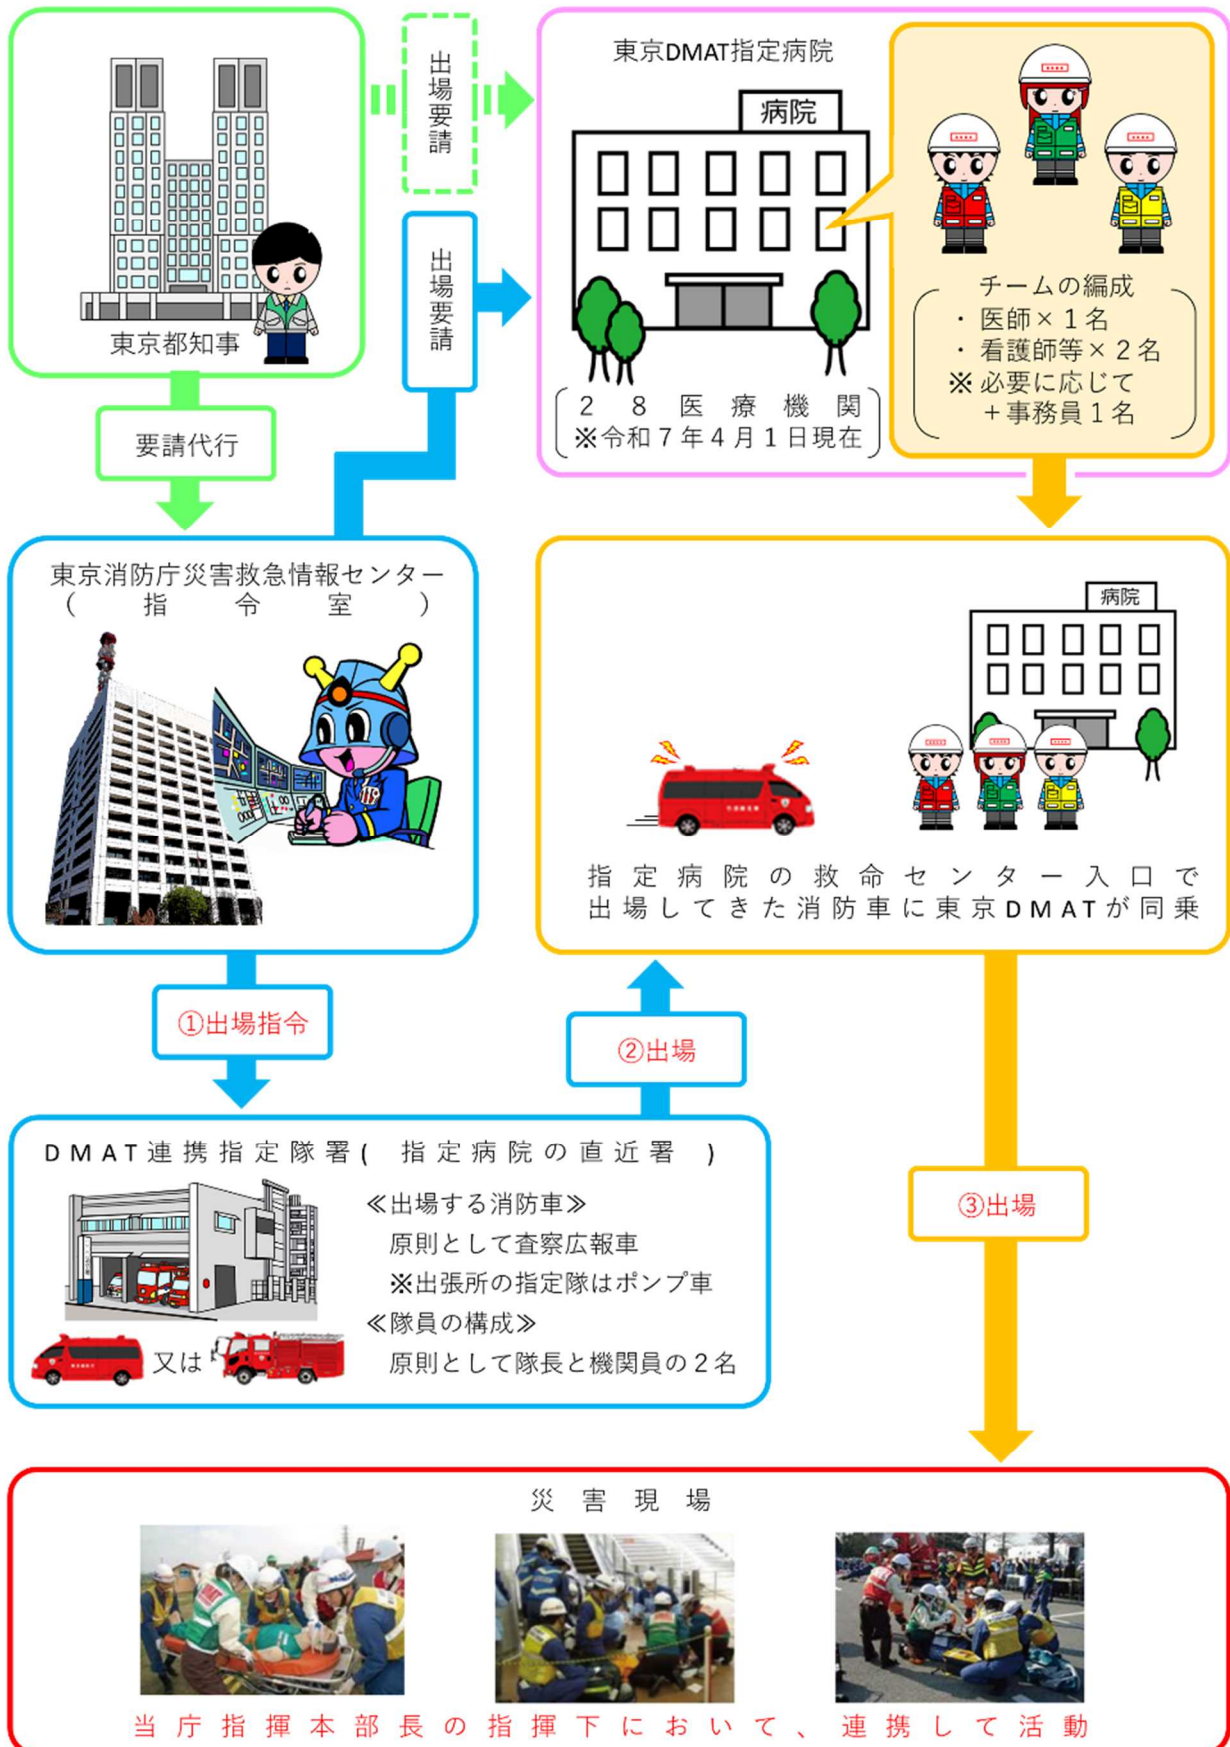 東京都知事
出場要請
出場要請
要請代行
東京DMAT指定病院
病院
28医療機関
※令和7年4月1日現在
チームの編成
・医師×1名
・看護師等×2名
※必要に応じて
+事務員1名
東京消防庁災害救急情報センター
(指令室)
119
病院
指定病院の救命センター入口で
出場してきた消防車に東京DMATが同乗
①出場指令
②出場
③出場
DMAT連携指定隊署(指定病院の直近署)
≪出場する消防車≫
原則として査察広報車
※出張所の指定隊はポンプ車
≪隊員の構成≫
原則として隊長と機関員の2名
又は
災害現場
当庁指揮本部長の指揮下において、連携して活動